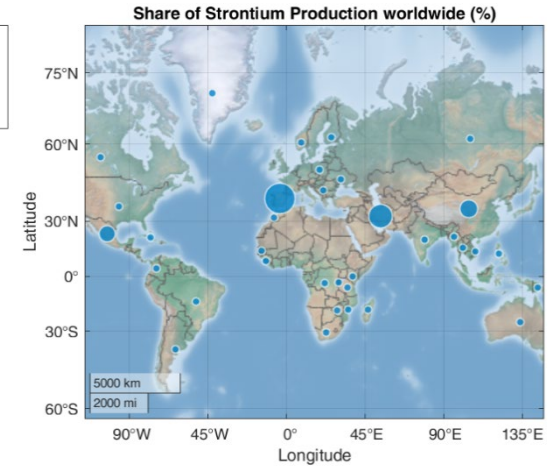 Share of Strontium Production worldwide (%)
75°N
60°N
30°N
0°
30°S
60°S
Latitude
5000 km
2000 mi
90°W 45°W 0° 45°E 90°E 135°E
Longitude